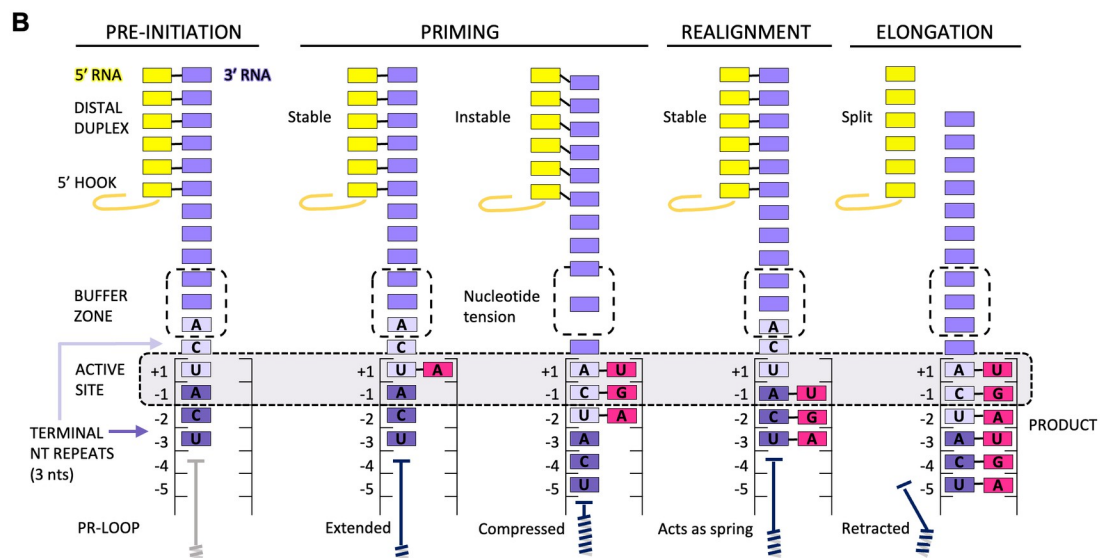 B
PRE-INITIATION PRIMING REALIGNMENT ELONGATION
5' RNA 3' RNA
DISTAL
DUPLEX
Stable Instable Stable Split
5' HOOK
BUFFER
ZONE
Nucleotide
tension
A A A
C C C
ACTIVE
SITE
+1 U +1 U A +1 A U +1 U +1 A U
-1 A -1 A -1 C G -1 A U -1 C G
-2 C -2 C -2 U A -2 C G -2 U A
PRODUCT
TERMINAL
NT REPEATS
(3 nts)
-3 U -3 U -3 A -3 U A -3 A U
-4 -4 -4 C -4 -4 C G
-5 -5 -5 U -5 -5 U A
PR-LOOP Extended Compressed Acts as spring Retracted